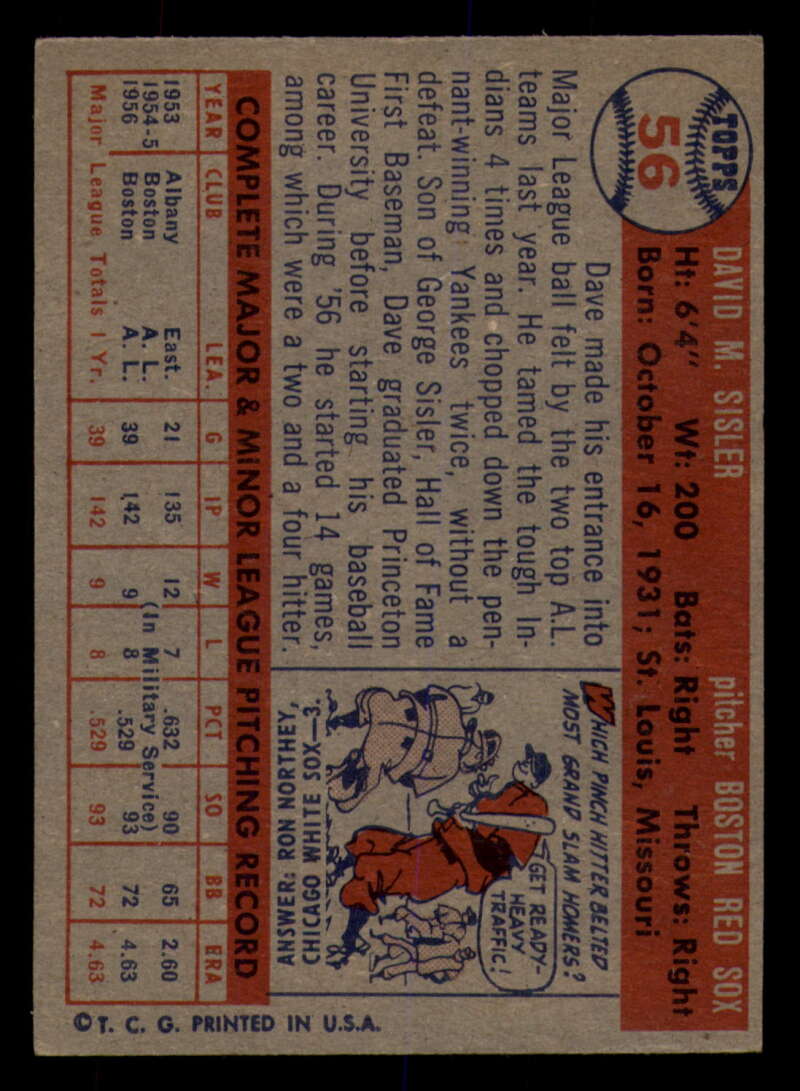 TOPPS
56
DAVID M. SISLER pitcher BOSTON RED SOX
Ht: 6'4" Wt: 200 Bats: Right Throws: Right
Born: October 16, 1931; St. Louis, Missouri
Dave made his entrance into
Major League ball felt by the two top A.L.
teams last year. He tamed the tough In-
dians 4 times and chopped down the pen-
nant-winning Yankees twice, without a
defeat. Son of George Sisler, Hall of Fame
First Baseman, Dave graduated Princeton
University before starting his baseball
career. During '56 he started 14 games,
among which were a two and a four hitter.
WHICH PINCH HITTER BELTED
MOST GRAND SLAM HOMERS?
GET READY-
HEAVY
TRAFFIC!
ANSWER: RON NORTHEY,
CHICAGO WHITE SOX—3.
COMPLETE MAJOR & MINOR LEAGUE PITCHING RECORD
YEAR CLUB LEA. G IP W L PCT SO BB ERA
1953 Albany East. 21 135 12 7 .632 90 65 2.60
1954-5 Boston A. L. (In Military Service)
1956 Boston A. L. 39 142 9 8 .529 93 72 4.63
Major League Totals 1 Yr. 39 142 9 8 .529 93 72 4.63
© T. C. G. PRINTED IN U.S.A.